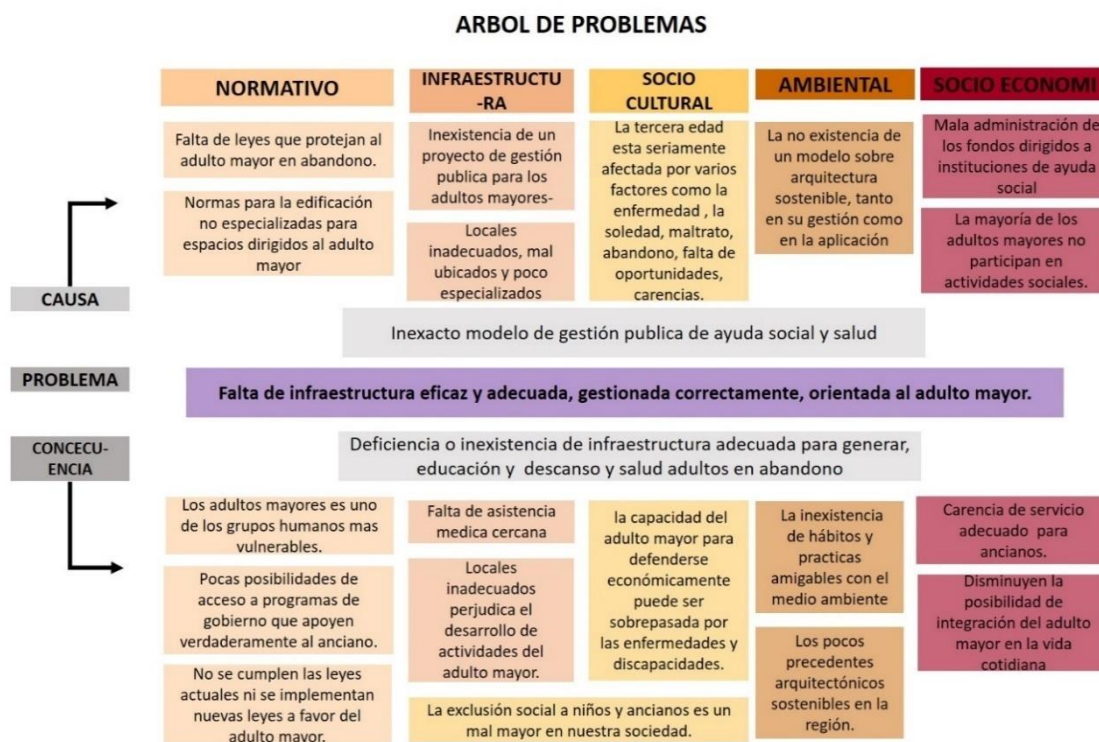 ARBOL DE PROBLEMAS
NORMATIVO
INFRAESTRUCTU
-RA
SOCIO
CULTURAL
AMBIENTAL
SOCIO ECONOMI
Falta de leyes que protejan al
adulto mayor en abandono.
Normas para la edificación
no especializadas para
espacios dirigidos al adulto
mayor
Inexistencia de un
proyecto de gestión
publica para los
adultos mayores-
Locales
inadecuados, mal
ubicados y poco
especializados
La tercera edad
esta seriamente
afectada por varios
factores como la
enfermedad , la
soledad, maltrato,
abandono, falta de
oportunidades,
carencias.
La no existencia de
un modelo sobre
arquitectura
sostenible, tanto
en su gestión como
en la aplicación
Mala administración de
los fondos dirigidos a
instituciones de ayuda
social
La mayoría de los
adultos mayores no
participan en
actividades sociales.
CAUSA
Inexacto modelo de gestión publica de ayuda social y salud
PROBLEMA
Falta de infraestructura eficaz y adecuada, gestionada correctamente, orientada al adulto mayor.
CONCECU-
ENCIA
Deficiencia o inexistencia de infraestructura adecuada para generar,
educación y descanso y salud adultos en abandono
Los adultos mayores es uno
de los grupos humanos mas
vulnerables.
Pocas posibilidades de
acceso a programas de
gobierno que apoyen
verdaderamente al anciano.
No se cumplen las leyes
actuales ni se implementan
nuevas leyes a favor del
adulto mayor.
Falta de asistencia
medica cercana
Locales
inadecuados
perjudica el
desarrollo de
actividades del
adulto mayor.
la capacidad del
adulto mayor para
defenderse
económicamente
puede ser
sobrepasada por
las enfermedades y
discapacidades.
La exclusión social a niños y ancianos es un
mal mayor en nuestra sociedad.
La inexistencia
de hábitos y
practicas
amigables con el
medio ambiente
Los pocos
precedentes
arquitectónicos
sostenibles en la
región.
Carencia de servicio
adecuado para
ancianos.
Disminuyen la
posibilidad de
integración del adulto
mayor en la vida
cotidiana